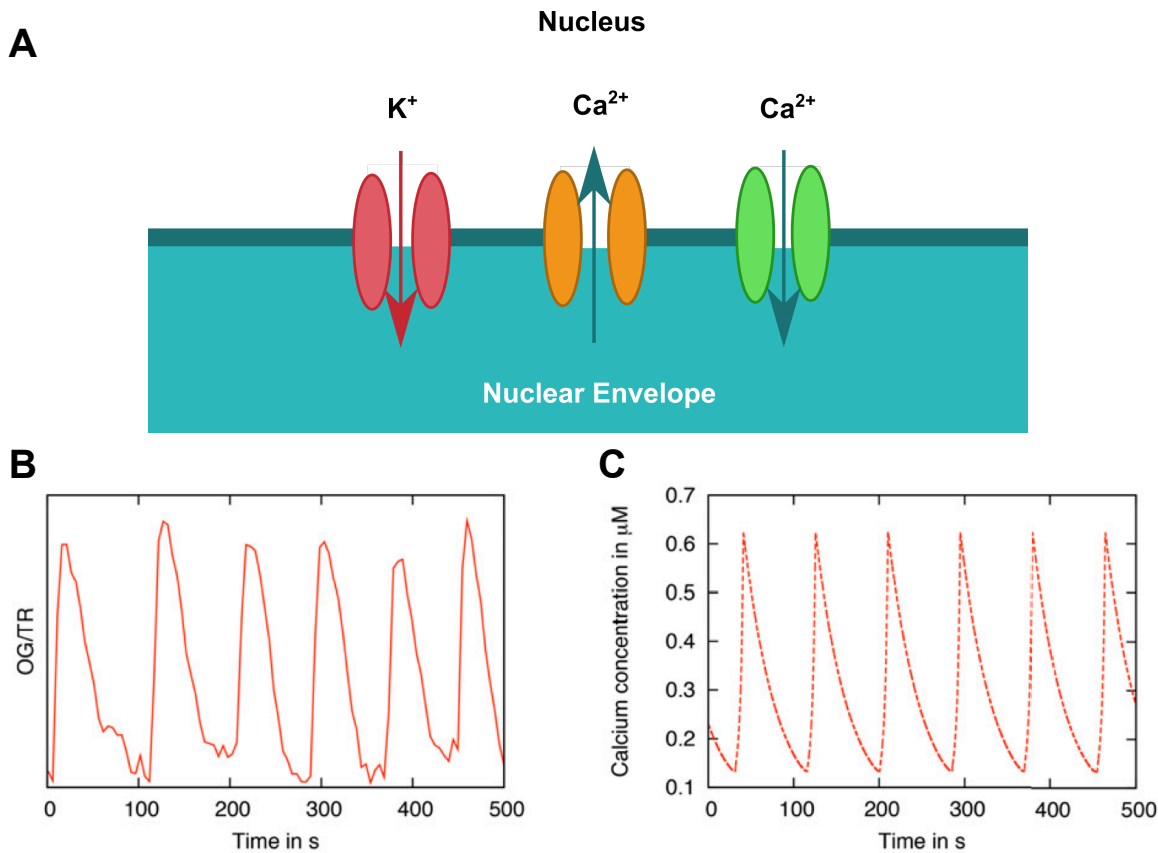 Nucleus
A
K⁺
Ca²⁺
Ca²⁺
Nuclear Envelope
B
OG/TR
0 100 200 300 400 500
Time in s
C
Calcium concentration in μM
0.7
0.6
0.5
0.4
0.3
0.2
0.1
0 100 200 300 400 500
Time in s